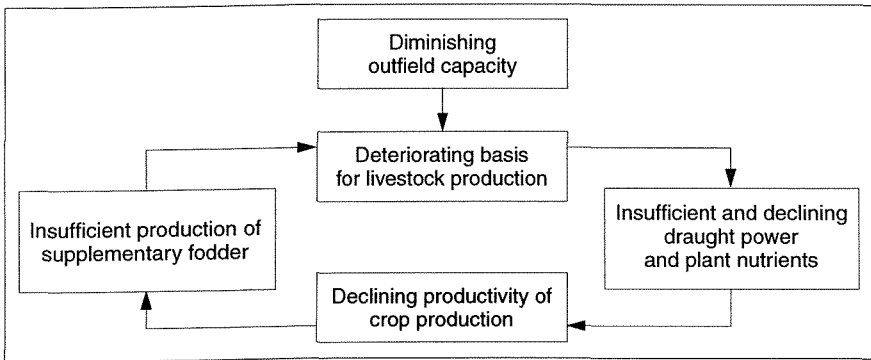 Diminishing
outfield capacity
Deteriorating basis
for livestock production
Insufficient and declining
draught power
and plant nutrients
Declining productivity of
crop production
Insufficient production of
supplementary fodder